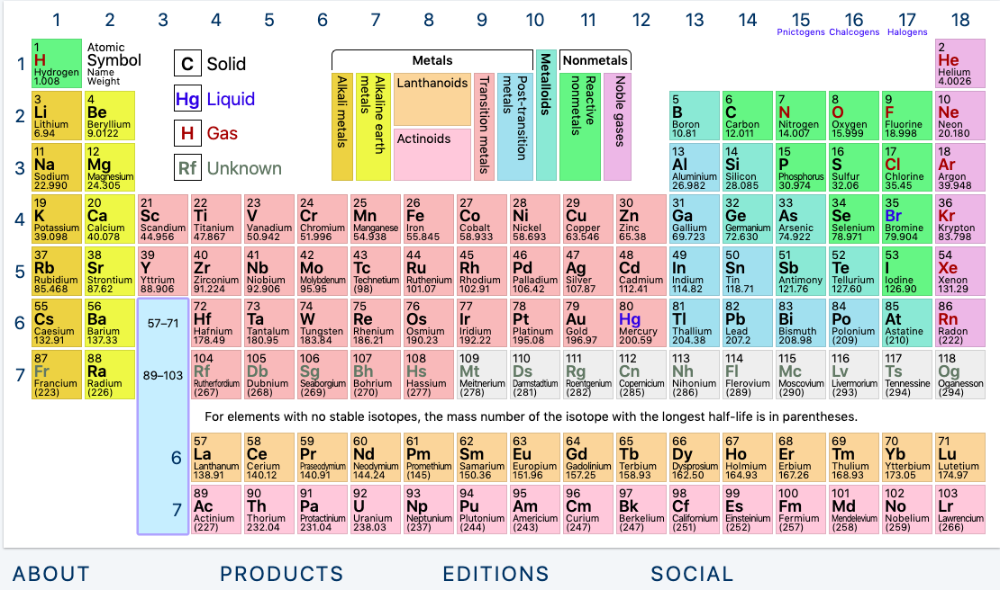 1 2 3 4 5 6 7 8 9 10 11 12 13 14 15 16 17 18
Pnictogens Chalcogens Halogens
1
1
H
Hydrogen
1.008
Atomic
Symbol
Name
Weight
C Solid
Hg Liquid
H Gas
Rf Unknown
Metals
Metalloids
Nonmetals
Alkali metals
Alkaline earth
metals
Lanthanoids
Actinoids
Transition metals
Post-transition
metals
Reactive
nonmetals
Noble gases
2
He
Helium
4.0026
2
3 4 5 6 7 8 9 10
Li Be B C N O F Ne
Lithium Beryllium Boron Carbon Nitrogen Oxygen Fluorine Neon
6.94 9.0122 10.81 12.011 14.007 15.999 18.998 20.180
3
11 12 13 14 15 16 17 18
Na Mg Al Si P S Cl Ar
Sodium Magnesium Aluminium Silicon Phosphorus Sulfur Chlorine Argon
22.990 24.305 26.982 28.085 30.974 32.06 35.45 39.948
4
19 20 21 22 23 24 25 26 27 28 29 30 31 32 33 34 35 36
K Ca Sc Ti V Cr Mn Fe Co Ni Cu Zn Ga Ge As Se Br Kr
Potassium Calcium Scandium Titanium Vanadium Chromium Manganese Iron Cobalt Nickel Copper Zinc Gallium Germanium Arsenic Selenium Bromine Krypton
39.098 40.078 44.956 47.867 50.942 51.996 54.938 55.845 58.933 58.693 63.546 65.38 69.723 72.630 74.922 78.971 79.904 83.798
5
37 38 39 40 41 42 43 44 45 46 47 48 49 50 51 52 53 54
Rb Sr Y Zr Nb Mo Tc Ru Rh Pd Ag Cd In Sn Sb Te I Xe
Rubidium Strontium Yttrium Zirconium Niobium Molybdenum Technetium Ruthenium Rhodium Palladium Silver Cadmium Indium Tin Antimony Tellurium Iodine Xenon
85.468 87.62 88.906 91.224 92.906 95.95 (98) 101.07 102.91 106.42 107.87 112.41 114.82 118.71 121.76 127.60 126.90 131.29
6
55 56 57–71 72 73 74 75 76 77 78 79 80 81 82 83 84 85 86
Cs Ba Hf Ta W Re Os Ir Pt Au Hg Tl Pb Bi Po At Rn
Caesium Barium Hafnium Tantalum Tungsten Rhenium Osmium Iridium Platinum Gold Mercury Thallium Lead Bismuth Polonium Astatine Radon
132.91 137.33 178.49 180.95 183.84 186.21 190.23 192.22 195.08 196.97 200.59 204.38 207.2 208.98 (209) (210) (222)
7
87 88 89–103 104 105 106 107 108 109 110 111 112 113 114 115 116 117 118
Fr Ra Rf Db Sg Bh Hs Mt Ds Rg Cn Nh Fl Mc Lv Ts Og
Francium Radium Rutherfordium Dubnium Seaborgium Bohrium Hassium Meitnerium Darmstadtium Roentgenium Copernicium Nihonium Flerovium Moscovium Livermorium Tennessine Oganesson
(223) (226) (267) (268) (269) (270) (277) (278) (281) (282) (285) (286) (289) (290) (293) (294) (294)
For elements with no stable isotopes, the mass number of the isotope with the longest half-life is in parentheses.
6
57 58 59 60 61 62 63 64 65 66 67 68 69 70 71
La Ce Pr Nd Pm Sm Eu Gd Tb Dy Ho Er Tm Yb Lu
Lanthanum Cerium Praseodymium Neodymium Promethium Samarium Europium Gadolinium Terbium Dysprosium Holmium Erbium Thulium Ytterbium Lutetium
138.91 140.12 140.91 144.24 (145) 150.36 151.96 157.25 158.93 162.50 164.93 167.26 168.93 173.05 174.97
7
89 90 91 92 93 94 95 96 97 98 99 100 101 102 103
Ac Th Pa U Np Pu Am Cm Bk Cf Es Fm Md No Lr
Actinium Thorium Protactinium Uranium Neptunium Plutonium Americium Curium Berkelium Californium Einsteinium Fermium Mendelevium Nobelium Lawrencium
(227) 232.04 231.04 238.03 (237) (244) (243) (247) (247) (251) (252) (257) (258) (259) (266)
ABOUT PRODUCTS EDITIONS SOCIAL